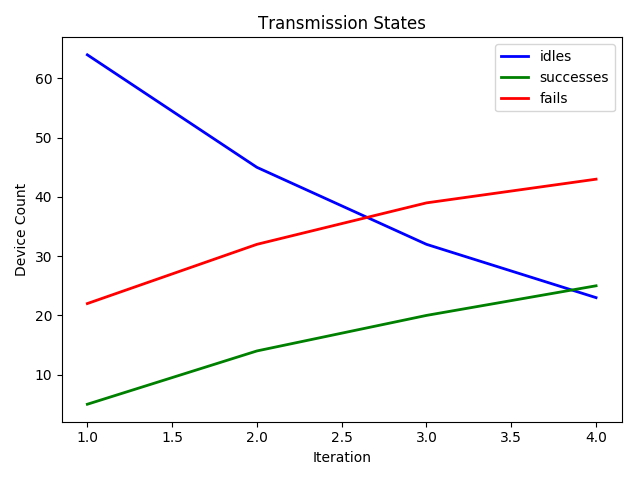 Transmission States
idles
successes
fails
Device Count
60
50
40
30
20
10
1.0 1.5 2.0 2.5 3.0 3.5 4.0
Iteration